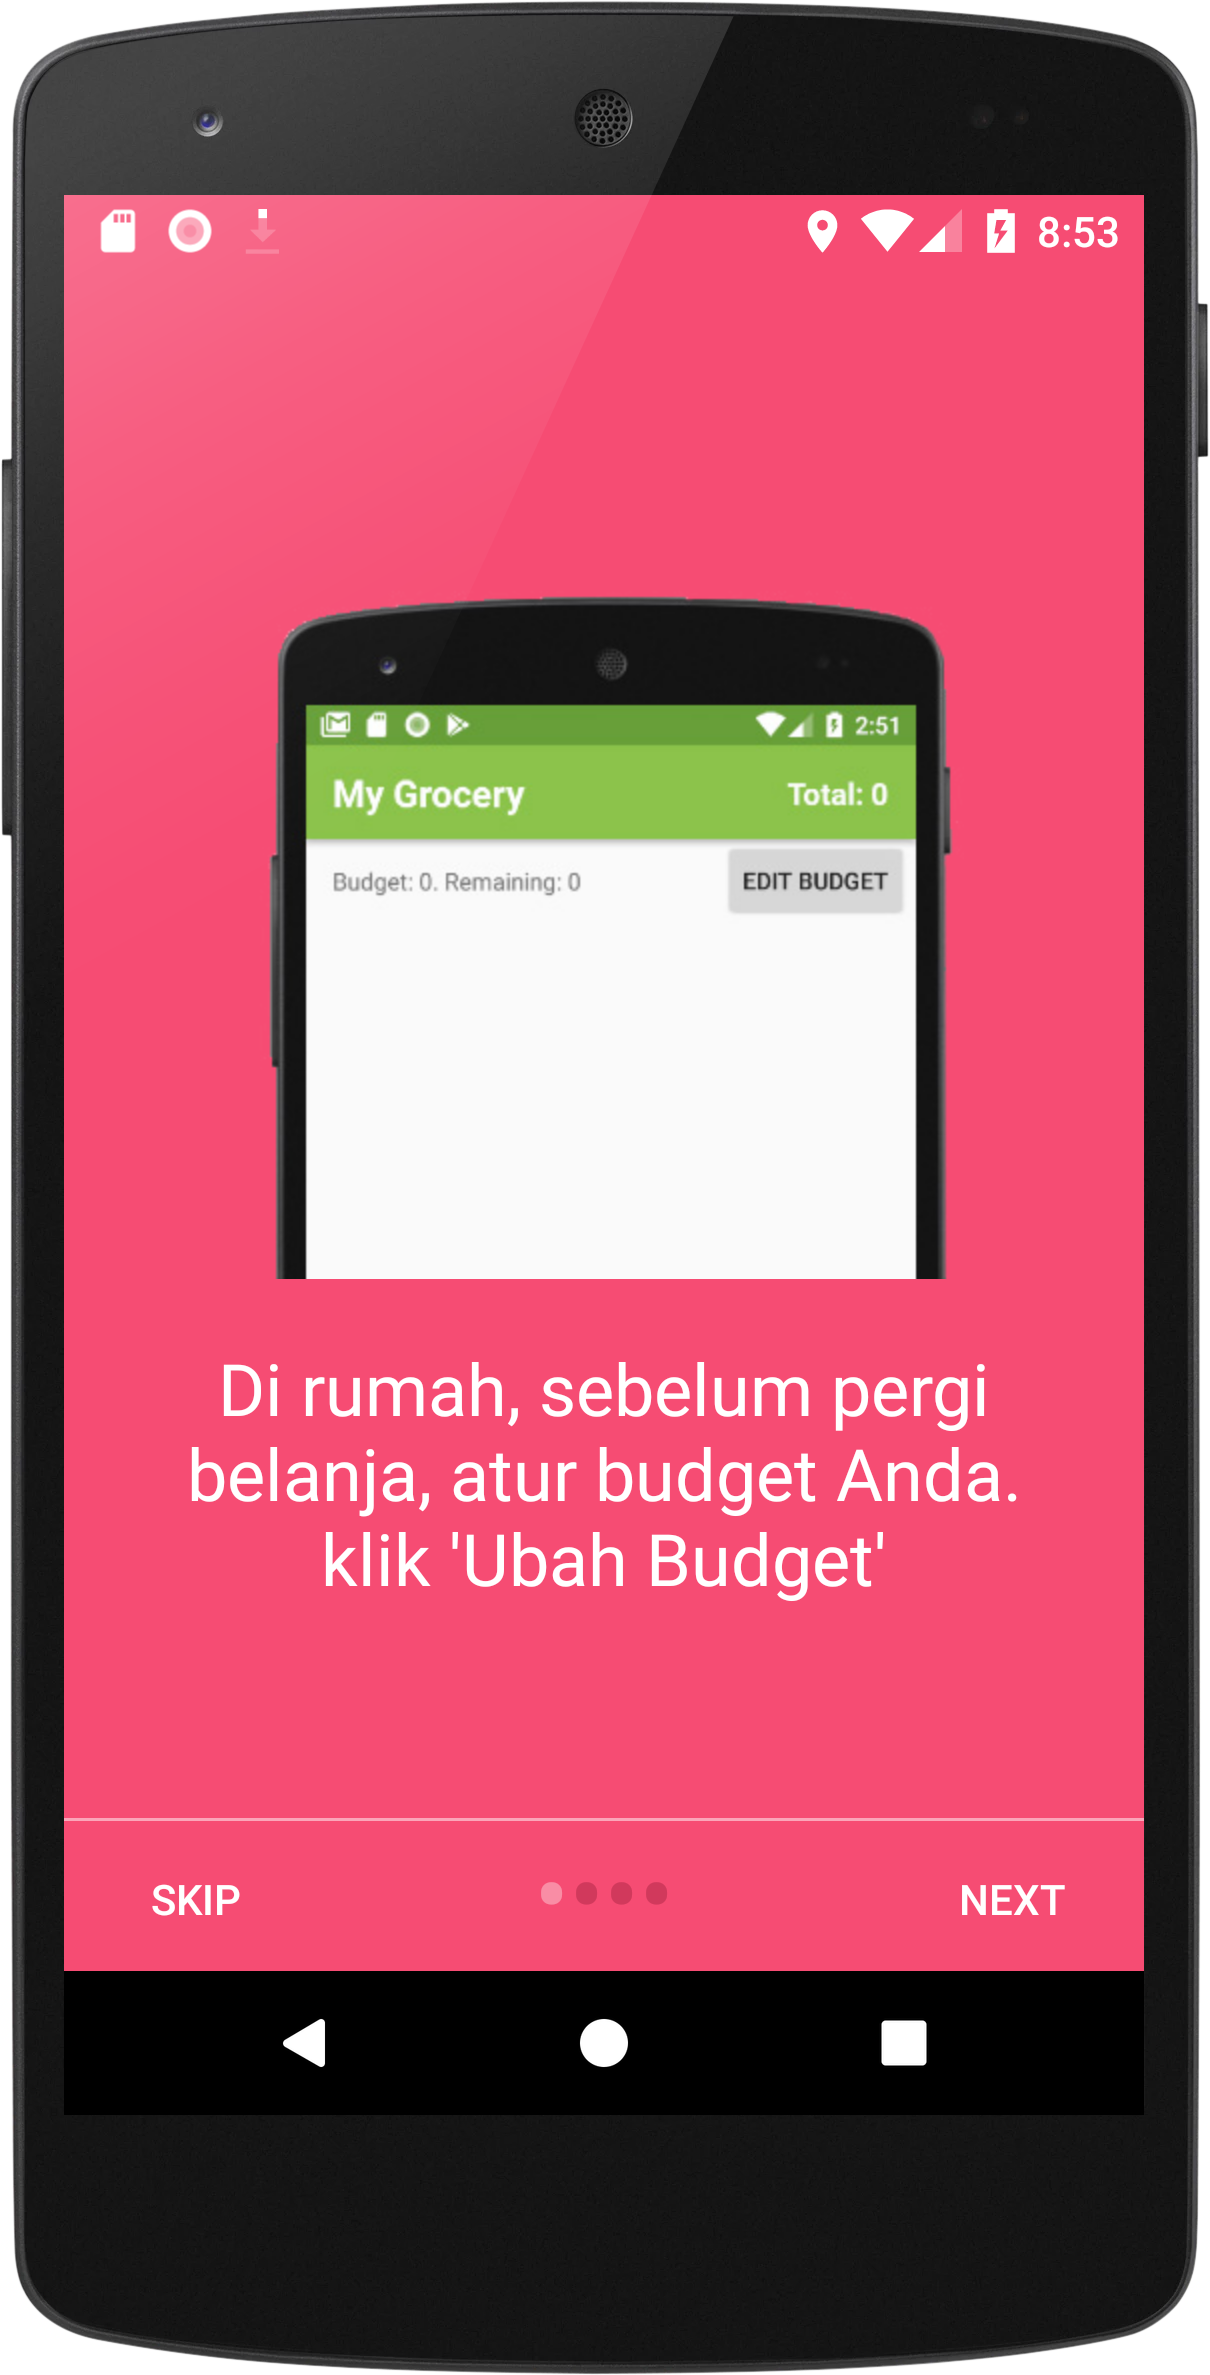 8:53
2:51
My Grocery Total: 0
Budget: 0. Remaining: 0 EDIT BUDGET
Di rumah, sebelum pergi
belanja, atur budget Anda.
klik 'Ubah Budget'
SKIP NEXT